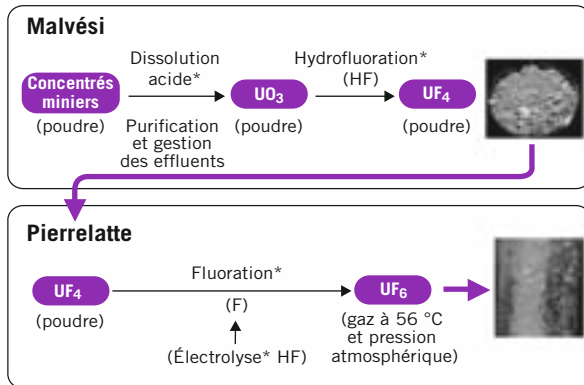 Malvési
Dissolution
acide*
Hydrofluoration*
(HF)
Concentrés
miniers
UO₃
UF₄
(poudre)
(poudre)
(poudre)
Purification
et gestion
des effluents
Pierrelatte
Fluoration*
UF₄
UF₆
(poudre)
(F)
(gaz à 56 °C
et pression
atmosphérique)
(Électrolyse* HF)